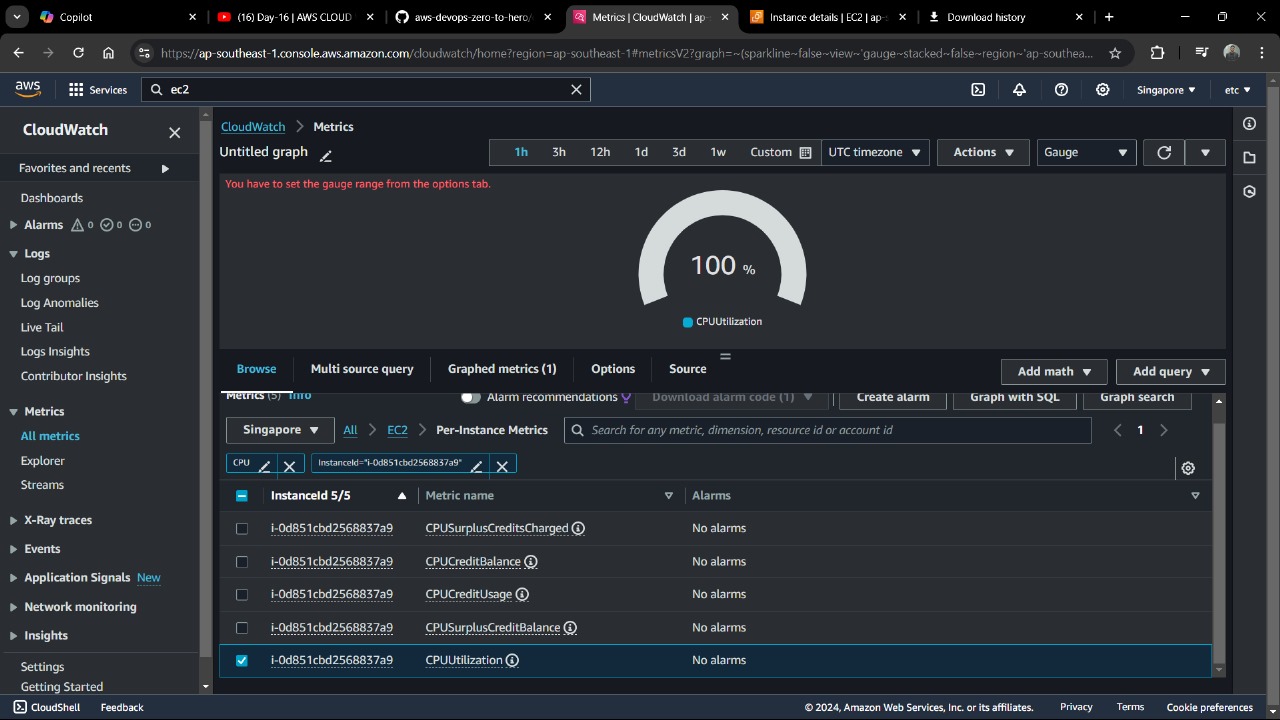 Copilot
(16) Day-16 | AWS CLOUD
aws-devops-zero-to-hero/
Metrics | CloudWatch | ap-
Instance details | EC2 | ap-s
Download history
https://ap-southeast-1.console.aws.amazon.com/cloudwatch/home?region=ap-southeast-1#metricsV2?graph=~(sparkline~false~view~'gauge~stacked~false~region~'ap-southea...
aws
Services
ec2
Singapore
etc
CloudWatch
Favorites and recents
Dashboards
Alarms 0 0 0
Logs
Log groups
Log Anomalies
Live Tail
Logs Insights
Contributor Insights
Metrics
All metrics
Explorer
Streams
X-Ray traces
Events
Application Signals New
Network monitoring
Insights
Settings
Getting Started
CloudWatch > Metrics
Untitled graph
1h 3h 12h 1d 3d 1w Custom UTC timezone Actions Gauge
You have to set the gauge range from the options tab.
100 %
CPUUtilization
Browse Multi source query Graphed metrics (1) Options Source Add math Add query
Metrics (5) Info Alarm recommendations Download alarm code (1) Create alarm Graph with SQL Graph search
Singapore All > EC2 > Per-Instance Metrics Search for any metric, dimension, resource id or account id 1
CPU InstanceId="i-0d851cbd2568837a9"
InstanceId 5/5 Metric name Alarms
i-0d851cbd2568837a9 CPUSurplusCreditsCharged No alarms
i-0d851cbd2568837a9 CPUCreditBalance No alarms
i-0d851cbd2568837a9 CPUCreditUsage No alarms
i-0d851cbd2568837a9 CPUSurplusCreditBalance No alarms
i-0d851cbd2568837a9 CPUUtilization No alarms
CloudShell Feedback © 2024, Amazon Web Services, Inc. or its affiliates. Privacy Terms Cookie preferences